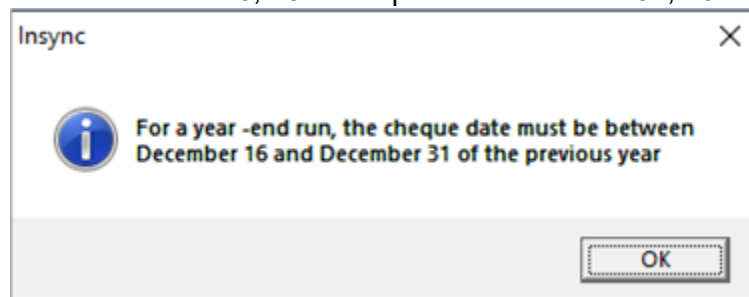 Insync
For a year -end run, the cheque date must be between
December 16 and December 31 of the previous year
OK